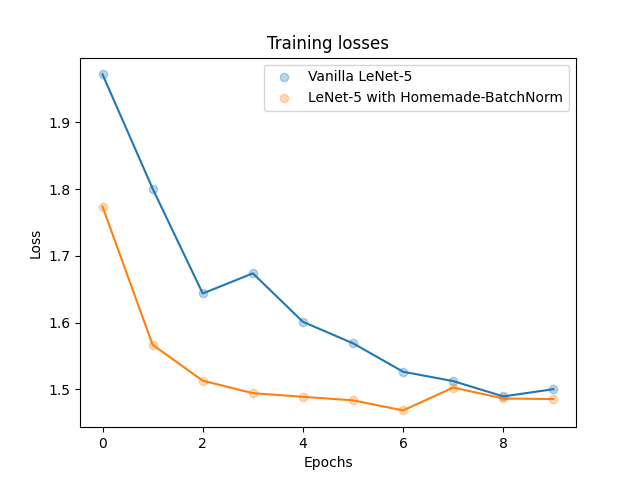 Training losses
Vanilla LeNet-5
LeNet-5 with Homemade-BatchNorm
Loss
1.9
1.8
1.7
1.6
1.5
0 2 4 6 8
Epochs